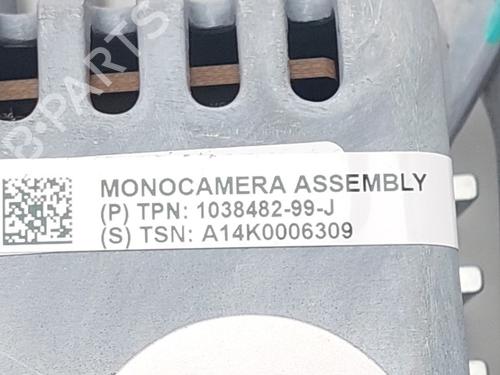 B-PARTS
MONOCAMERA ASSEMBLY
(P) TPN: 1038482-99-J
(S) TSN: A14K0006309